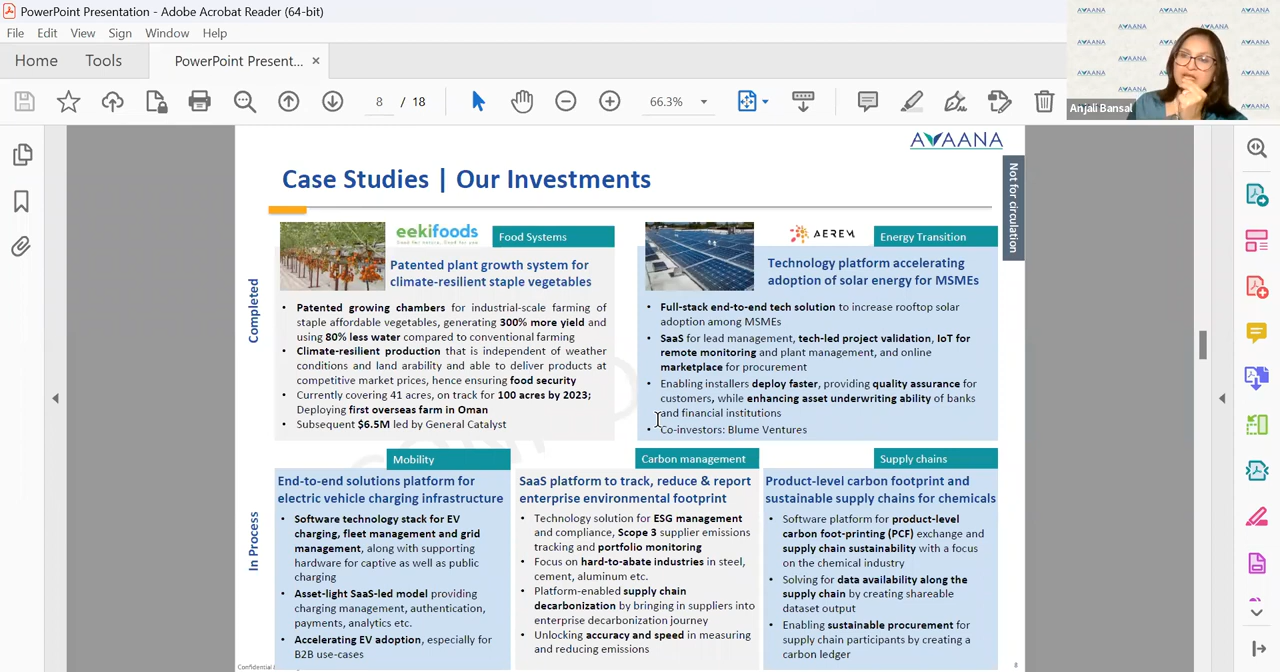 PowerPoint Presentation - Adobe Acrobat Reader (64-bit)
File Edit View Sign Window Help
Home Tools PowerPoint Present... ×
8 / 18 66.3%
Anjali Bansal
AVAANA
Not for circulation
Case Studies | Our Investments
Completed
eekifoods
Food Systems
Patented plant growth system for
climate-resilient staple vegetables
• Patented growing chambers for industrial-scale farming of
staple affordable vegetables, generating 300% more yield and
using 80% less water compared to conventional farming
• Climate-resilient production that is independent of weather
conditions and land arability and able to deliver products at
competitive market prices, hence ensuring food security
• Currently covering 41 acres, on track for 100 acres by 2023;
Deploying first overseas farm in Oman
• Subsequent $6.5M led by General Catalyst
AEREM
Energy Transition
Technology platform accelerating
adoption of solar energy for MSMEs
• Full-stack end-to-end tech solution to increase rooftop solar
adoption among MSMEs
• SaaS for lead management, tech-led project validation, IoT for
remote monitoring and plant management, and online
marketplace for procurement
• Enabling installers deploy faster, providing quality assurance for
customers, while enhancing asset underwriting ability of banks
and financial institutions
• Co-investors: Blume Ventures
In Process
Mobility
End-to-end solutions platform for
electric vehicle charging infrastructure
• Software technology stack for EV
charging, fleet management and grid
management, along with supporting
hardware for captive as well as public
charging
• Asset-light SaaS-led model providing
charging management, authentication,
payments, analytics etc.
• Accelerating EV adoption, especially for
B2B use-cases
Carbon management
SaaS platform to track, reduce & report
enterprise environmental footprint
• Technology solution for ESG management
and compliance, Scope 3 supplier emissions
tracking and portfolio monitoring
• Focus on hard-to-abate industries in steel,
cement, aluminum etc.
• Platform-enabled supply chain
decarbonization by bringing in suppliers into
enterprise decarbonization journey
• Unlocking accuracy and speed in measuring
and reducing emissions
Supply chains
Product-level carbon footprint and
sustainable supply chains for chemicals
• Software platform for product-level
carbon foot-printing (PCF) exchange and
supply chain sustainability with a focus
on the chemical industry
• Solving for data availability along the
supply chain by creating shareable
dataset output
• Enabling sustainable procurement for
supply chain participants by creating a
carbon ledger
Confidential
8